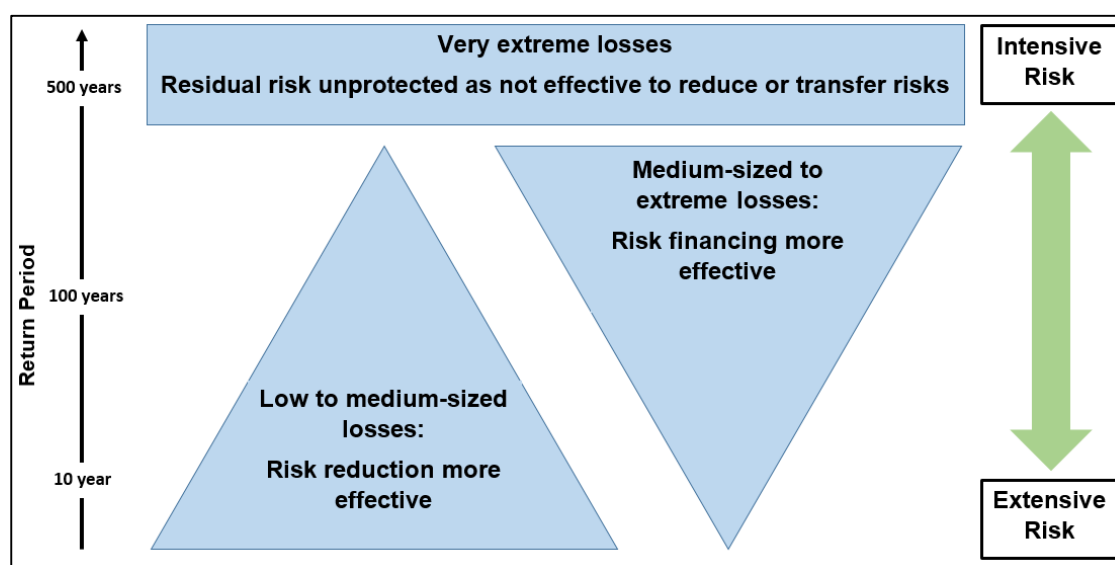 Very extreme losses
Residual risk unprotected as not effective to reduce or transfer risks
Intensive
Risk
500 years
100 years
10 year
Return Period
Medium-sized to
extreme losses:
Risk financing more
effective
Low to medium-sized
losses:
Risk reduction more
effective
Extensive
Risk